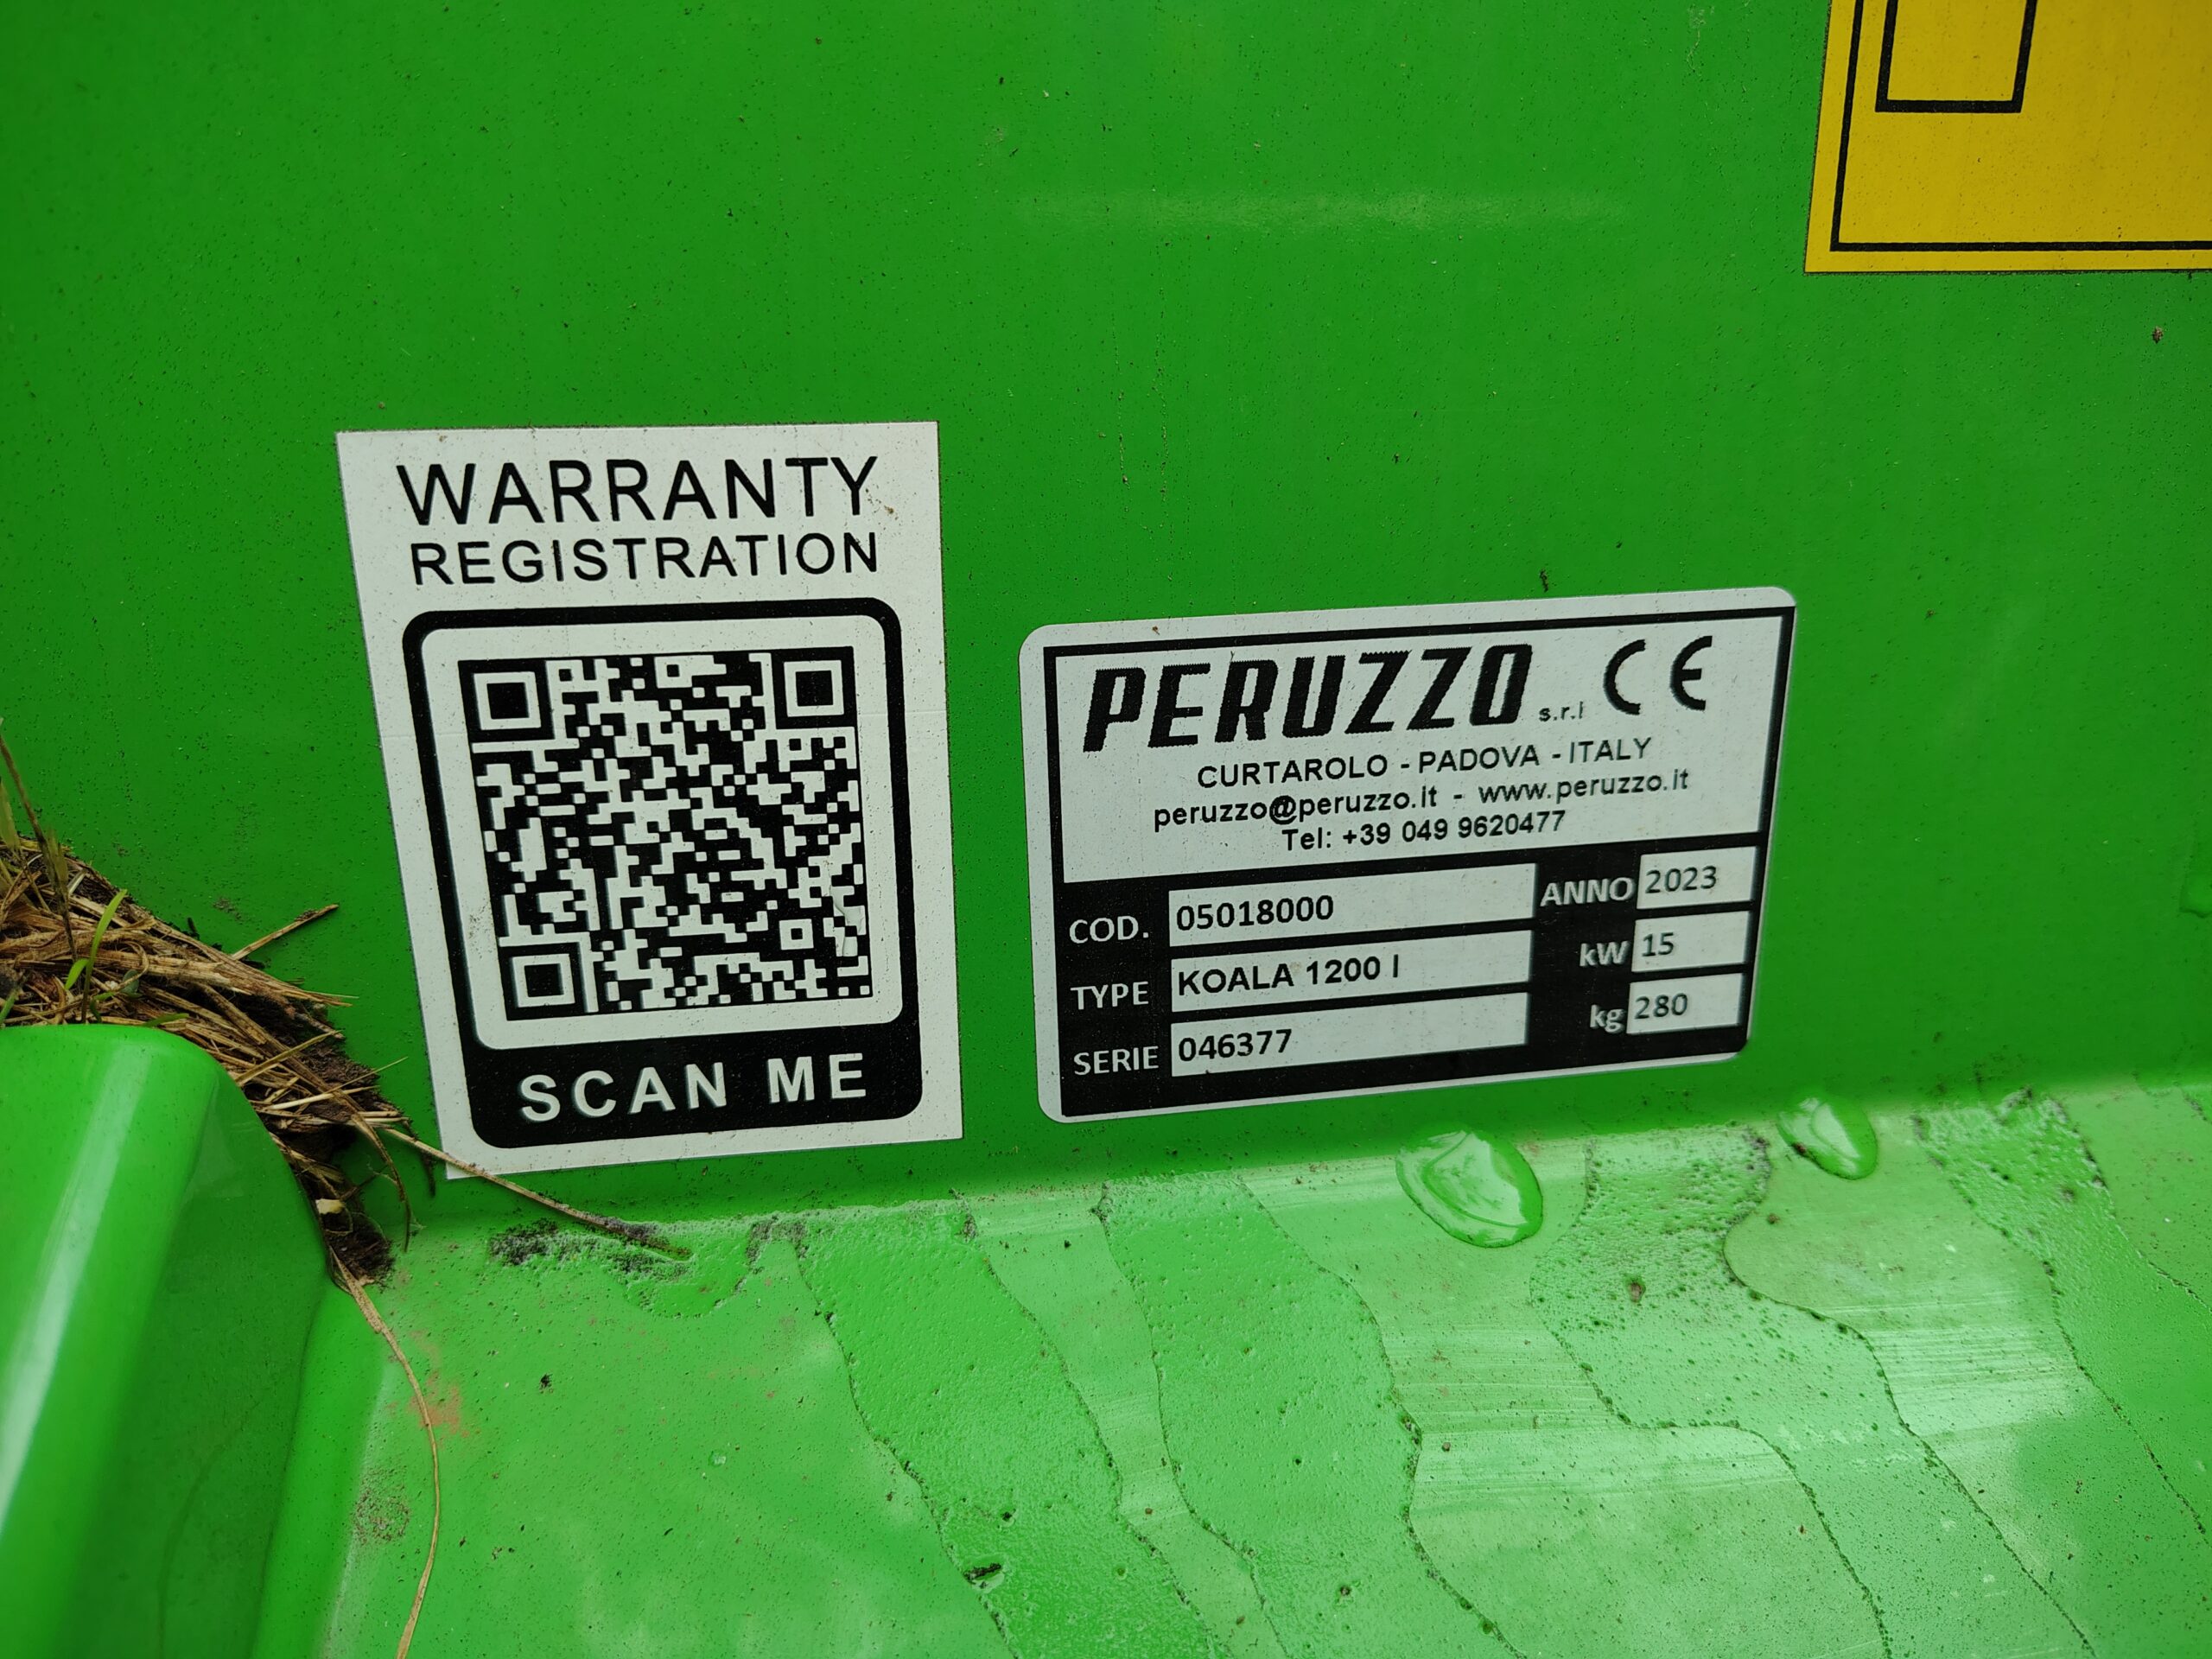 WARRANTY
REGISTRATION
SCAN ME
PERUZZO s.r.l CE
CURTAROLO - PADOVA - ITALY
peruzzo@peruzzo.it - www.peruzzo.it
Tel: +39 049 9620477
COD. 05018000 ANNO 2023
TYPE KOALA 1200 I kW 15
SERIE 046377 kg 280